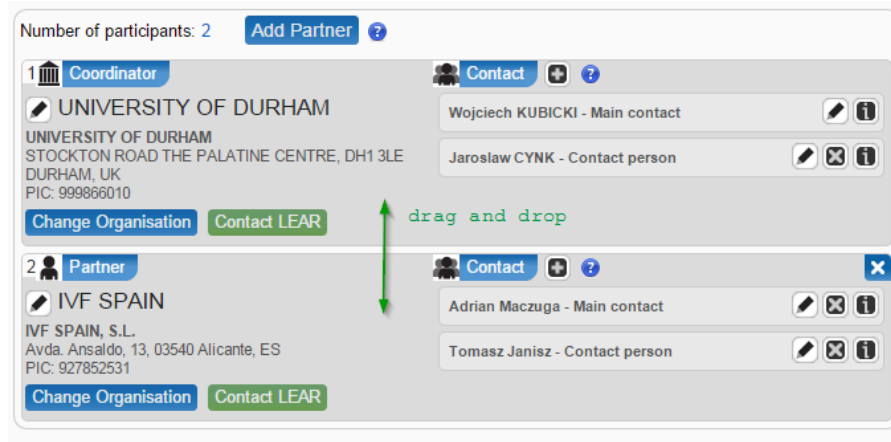 Number of participants: 2 Add Partner ?
1 Coordinator
UNIVERSITY OF DURHAM
UNIVERSITY OF DURHAM
STOCKTON ROAD THE PALATINE CENTRE, DH1 3LE
DURHAM, UK
PIC: 999866010
Change Organisation Contact LEAR
Contact ?
Wojciech KUBICKI - Main contact
Jaroslaw CYNK - Contact person
drag and drop
2 Partner
IVF SPAIN
IVF SPAIN, S.L.
Avda. Ansaldo, 13, 03540 Alicante, ES
PIC: 927852531
Change Organisation Contact LEAR
Contact ?
Adrian Maczuga - Main contact
Tomasz Janisz - Contact person